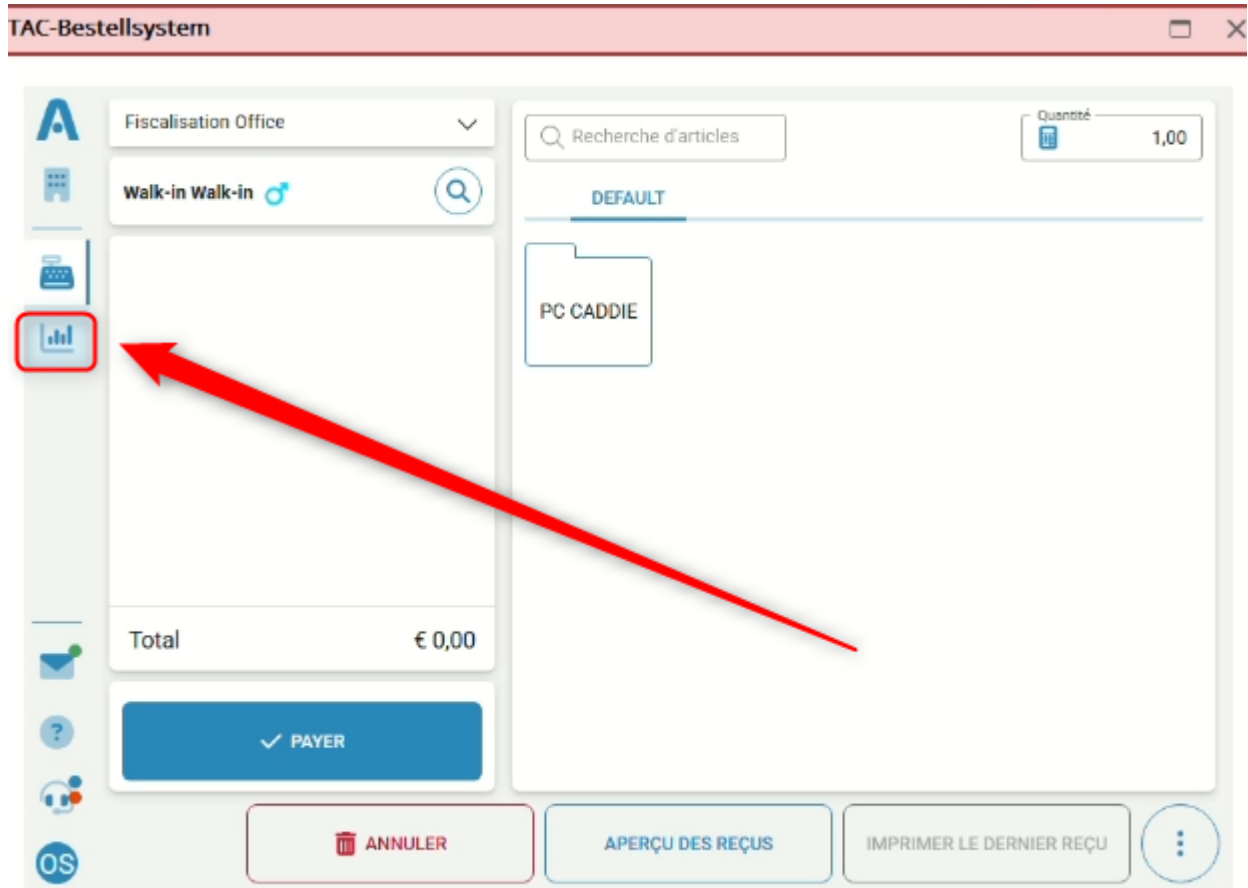 TAC-Bestellsystem
Fiscalisation Office
Walk-in Walk-in
Total € 0,00
PAYER
Recherche d'articles
Quantité
1,00
DEFAULT
PC CADDIE
?
OS
ANNULER
APERÇU DES REÇUS
IMPRIMER LE DERNIER REÇU